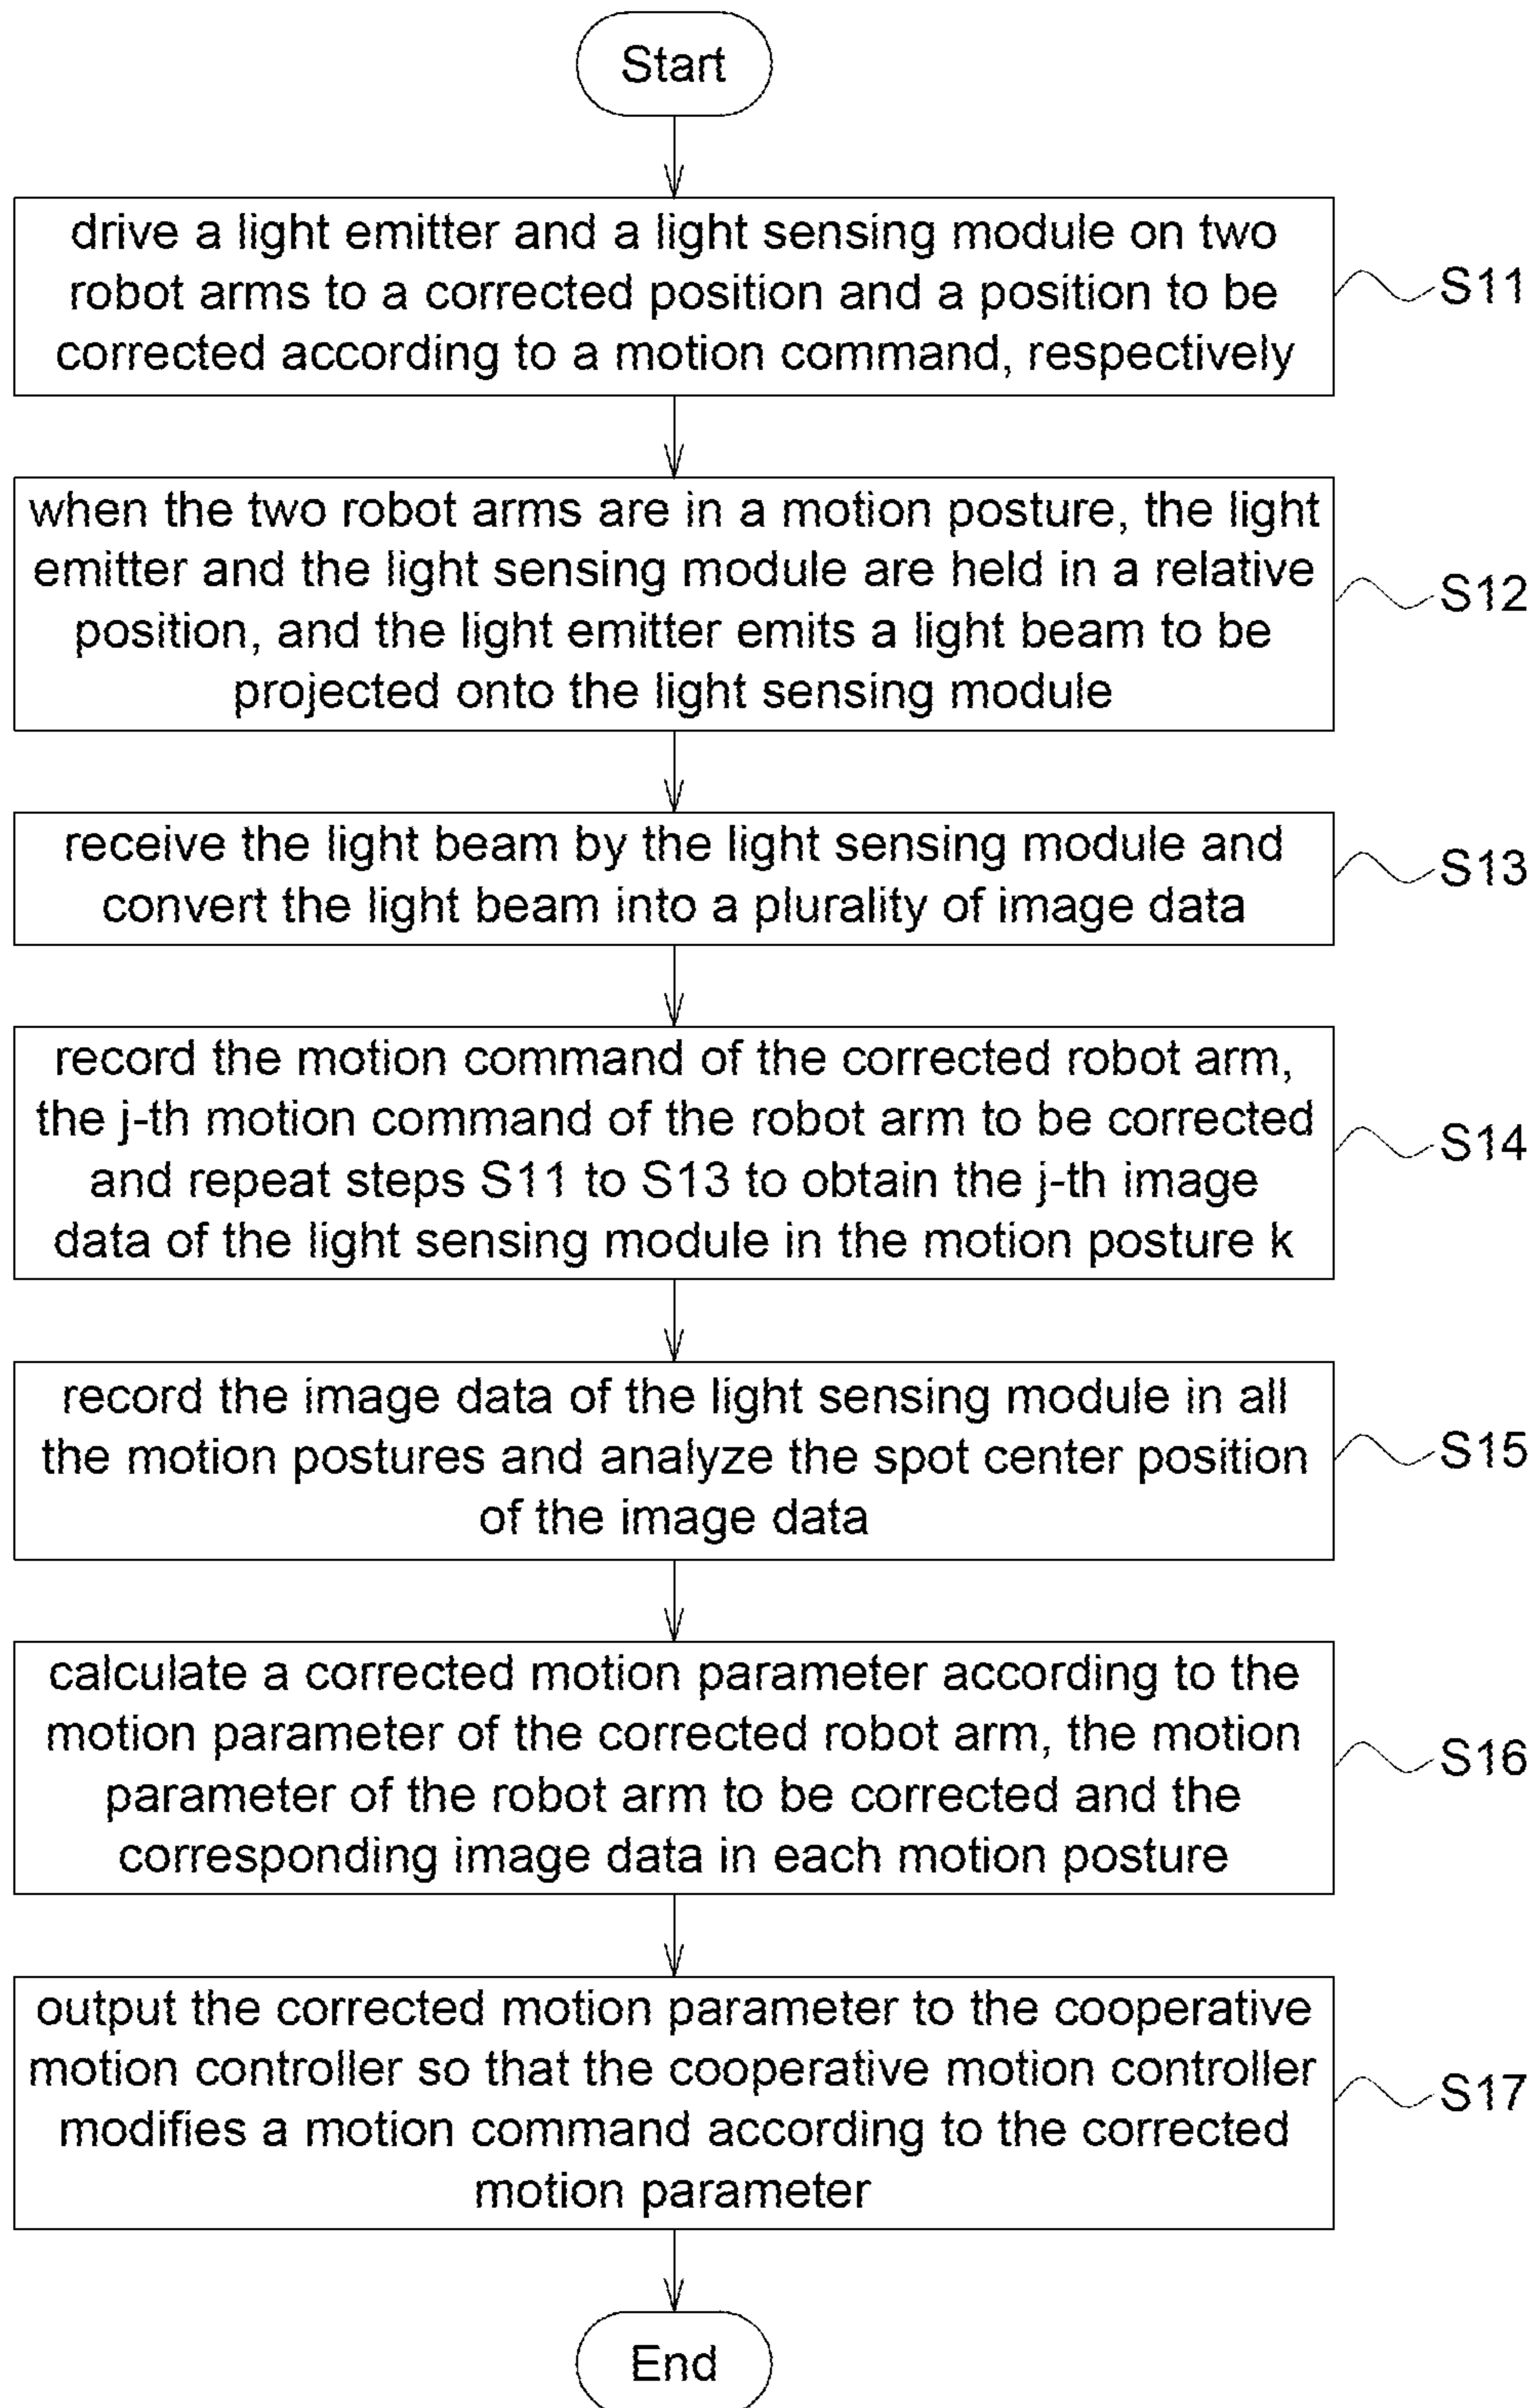 Start
drive a light emitter and a light sensing module on two
robot arms to a corrected position and a position to be
corrected according to a motion command, respectively
S11
when the two robot arms are in a motion posture, the light
emitter and the light sensing module are held in a relative
position, and the light emitter emits a light beam to be
projected onto the light sensing module
S12
receive the light beam by the light sensing module and
convert the light beam into a plurality of image data
S13
record the motion command of the corrected robot arm,
the j-th motion command of the robot arm to be corrected
and repeat steps S11 to S13 to obtain the j-th image
data of the light sensing module in the motion posture k
S14
record the image data of the light sensing module in all
the motion postures and analyze the spot center position
of the image data
S15
calculate a corrected motion parameter according to the
motion parameter of the corrected robot arm, the motion
parameter of the robot arm to be corrected and the
corresponding image data in each motion posture
S16
output the corrected motion parameter to the cooperative
motion controller so that the cooperative motion controller
modifies a motion command according to the corrected
motion parameter
S17
End